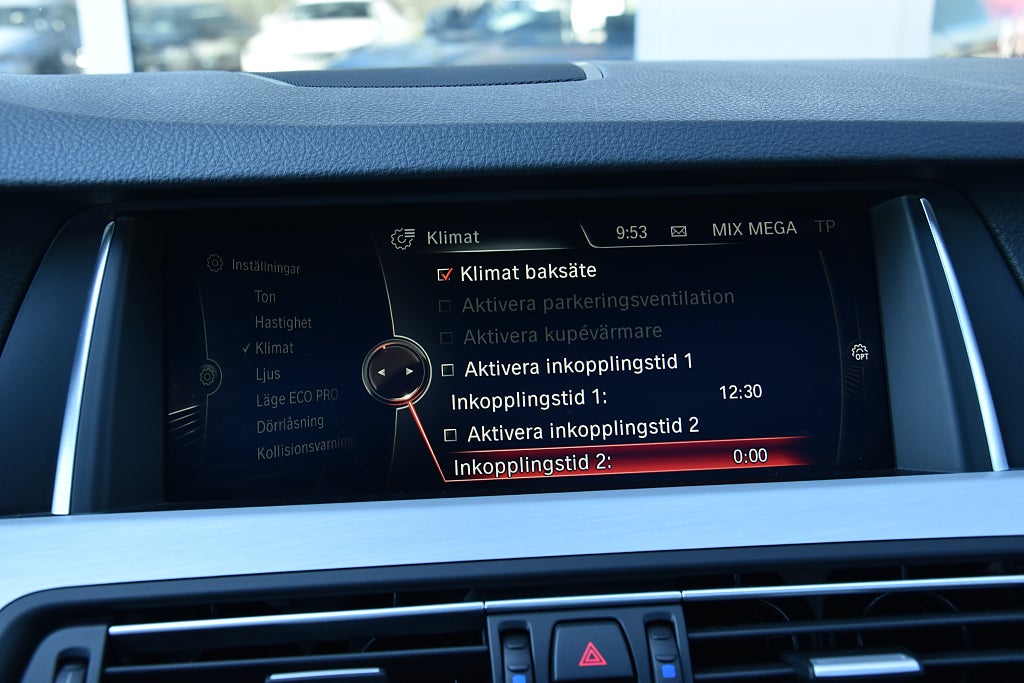 Klimat 9:53 MIX MEGA TP
Inställningar
Ton
Hastighet
Klimat
Ljus
Läge ECO PRO
Dörrlåsning
Kollisionsvarning
Klimat baksäte
Aktivera parkeringsventilation
Aktivera kupévärmare
Aktivera inkopplingstid 1
Inkopplingstid 1: 12:30
Aktivera inkopplingstid 2
Inkopplingstid 2: 0:00
OPT